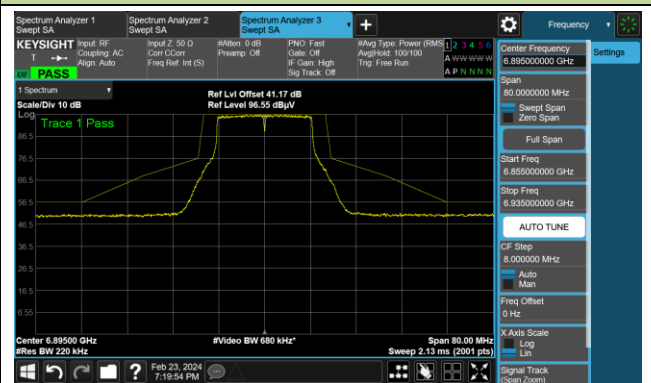 Spectrum Analyzer 1
Swept SA
Spectrum Analyzer 2
Swept SA
Spectrum Analyzer 3
Swept SA
Frequency
KEYSIGHT
Input: RF
Coupling: AC
Align: Auto
Input Z: 50 Ω
Corr CCorr
Freq Ref: Int (S)
#Atten: 0 dB
Preamp: Off
PNO: Fast
Gate: Off
IF Gain: High
Sig Track: Off
#Avg Type: Power (RMS
Avg|Hold: 100/100
Trig: Free Run
1 2 3 4 5 6
A W W W W W
A P N N N N
T
PASS
1 Spectrum
Scale/Div 10 dB
Ref Lvl Offset 41.17 dB
Ref Level 96.55 dBµV
Log
Trace 1 Pass
86.5
76.5
66.5
56.5
46.5
36.5
26.5
16.5
6.55
Center 6.89500 GHz
#Res BW 220 kHz
#Video BW 680 kHz*
Span 80.00 MHz
Sweep 2.13 ms (2001 pts)
Feb 23, 2024
7:19:54 PM
Center Frequency
6.895000000 GHz
Settings
Span
80.0000000 MHz
Swept Span
Zero Span
Full Span
Start Freq
6.855000000 GHz
Stop Freq
6.935000000 GHz
AUTO TUNE
CF Step
8.000000 MHz
Auto
Man
Freq Offset
0 Hz
X Axis Scale
Log
Lin
Signal Track
(Span Zoom)